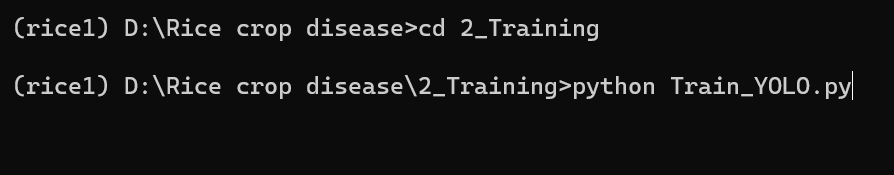 (rice1) D:\Rice crop disease>cd 2_Training
(rice1) D:\Rice crop disease\2_Training>python Train_YOLO.py